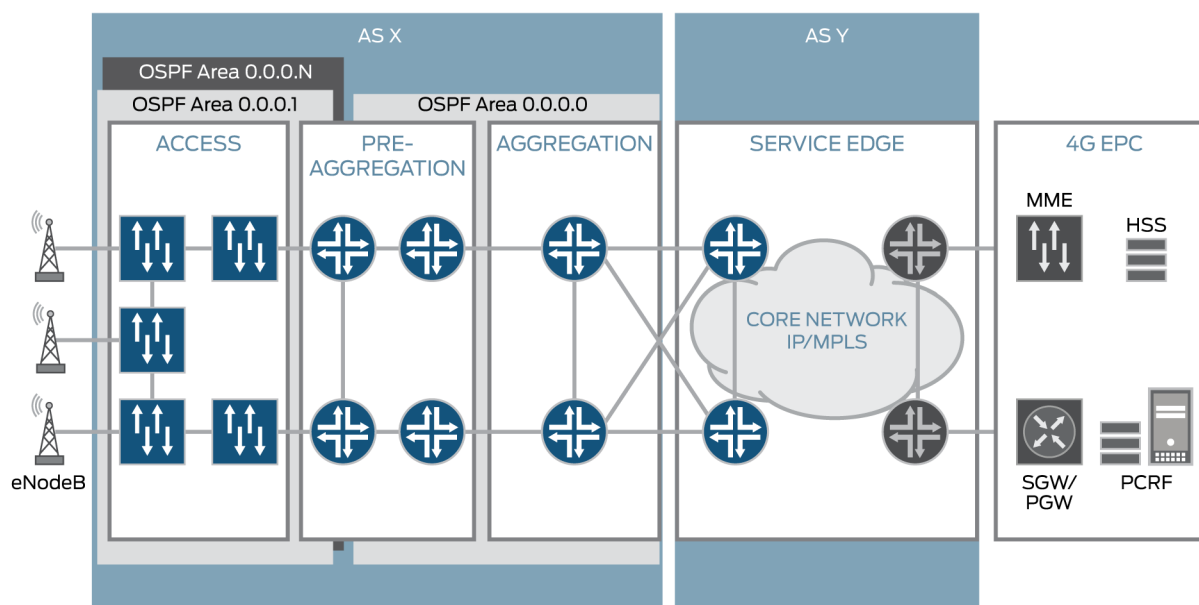 AS X
AS Y
OSPF Area 0.0.0.N
OSPF Area 0.0.0.1
OSPF Area 0.0.0.0
ACCESS
PRE-
AGGREGATION
AGGREGATION
SERVICE EDGE
4G EPC
MME
HSS
CORE NETWORK
IP/MPLS
eNodeB
SGW/
PGW
PCRF